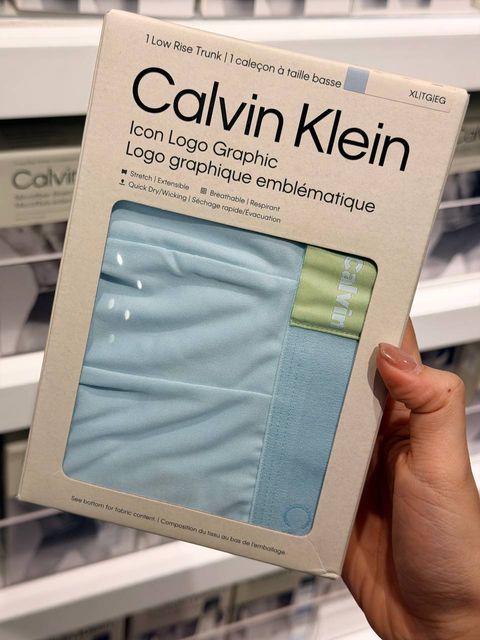 1 Low Rise Trunk | 1 caleçon à taille basse
XL|TG|EG
Calvin Klein
Icon Logo Graphic
Logo graphique emblématique
Stretch | Extensible
Breathable | Respirant
Quick Dry/Wicking | Séchage rapide/Évacuation
Calvin
Calvin
See bottom for fabric content. | Composition du tissu au bas de l'emballage.